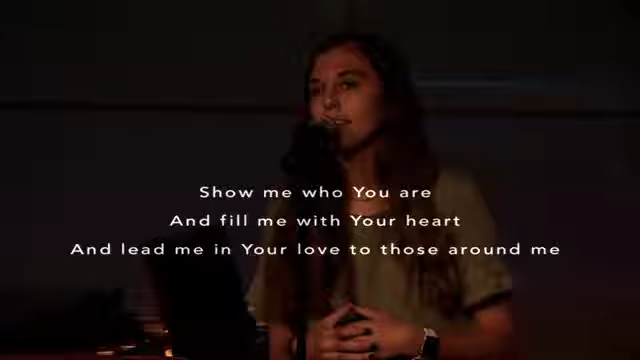 Show me who You are
And fill me with Your heart
And lead me in Your love to those around me